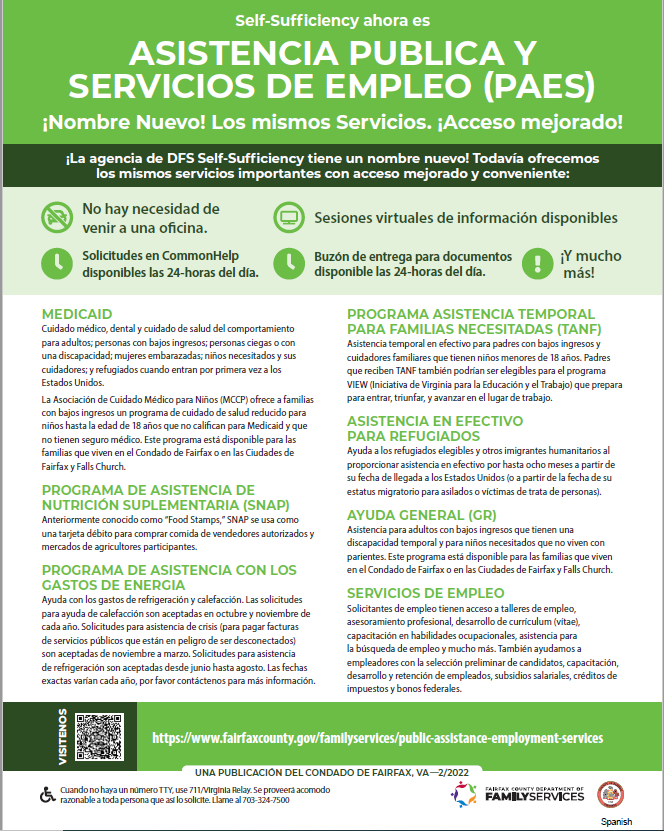 Self-Sufficiency ahora es
ASISTENCIA PUBLICA Y
SERVICIOS DE EMPLEO (PAES)
¡Nombre Nuevo! Los mismos Servicios. ¡Acceso mejorado!
¡La agencia de DFS Self-Sufficiency tiene un nombre nuevo! Todavía ofrecemos
los mismos servicios importantes con acceso mejorado y conveniente:
No hay necesidad de
venir a una oficina.
Sesiones virtuales de información disponibles
Solicitudes en CommonHelp
disponibles las 24-horas del día.
Buzón de entrega para documentos
disponible las 24-horas del día.
¡Y mucho
más!
MEDICAID
Cuidado médico, dental y cuidado de salud del comportamiento
para adultos; personas con bajos ingresos; personas ciegas o con
una discapacidad; mujeres embarazadas; niños necesitados y sus
cuidadores; y refugiados cuando entran por primera vez a los
Estados Unidos.
La Asociación de Cuidado Médico para Niños (MCCP) ofrece a familias
con bajos ingresos un programa de cuidado de salud reducido para
niños hasta la edad de 18 años que no califican para Medicaid y que
no tienen seguro médico. Este programa está disponible para las
familias que viven en el Condado de Fairfax o en las Ciudades de
Fairfax y Falls Church.
PROGRAMA DE ASISTENCIA DE
NUTRICIÓN SUPLEMENTARIA (SNAP)
Anteriormente conocido como “Food Stamps,” SNAP se usa como
una tarjeta débito para comprar comida de vendedores autorizados y
mercados de agricultores participantes.
PROGRAMA DE ASISTENCIA CON LOS
GASTOS DE ENERGIA
Ayuda con los gastos de refrigeración y calefacción. Las solicitudes
para ayuda de calefacción son aceptadas en octubre y noviembre de
cada año. Solicitudes para asistencia de crisis (para pagar facturas
de servicios públicos que están en peligro de ser desconectados)
son aceptadas de noviembre a marzo. Solicitudes para asistencia
de refrigeración son aceptadas desde junio hasta agosto. Las fechas
exactas varían cada año, por favor contáctenos para más información.
PROGRAMA ASISTENCIA TEMPORAL
PARA FAMILIAS NECESITADAS (TANF)
Asistencia temporal en efectivo para padres con bajos ingresos y
cuidadores familiares que tienen niños menores de 18 años. Padres
que reciben TANF también podrían ser elegibles para el programa
VIEW (Iniciativa de Virginia para la Educación y el Trabajo) que prepara
para entrar, triunfar, y avanzar en el lugar de trabajo.
ASISTENCIA EN EFECTIVO
PARA REFUGIADOS
Ayuda a los refugiados elegibles y otros imigrantes humanitarios al
proporcionar asistencia en efectivo por hasta ocho meses a partir de
su fecha de llegada a los Estados Unidos (o a partir de la fecha de su
estatus migratorio para asilados o víctimas de trata de personas).
AYUDA GENERAL (GR)
Asistencia para adultos con bajos ingresos que tienen una
discapacidad temporal y para niños necesitados que no viven con
parientes. Este programa está disponible para las familias que viven
en el Condado de Fairfax o en las Ciudades de Fairfax y Falls Church.
SERVICIOS DE EMPLEO
Solicitantes de empleo tienen acceso a talleres de empleo,
asesoramiento profesional, desarrollo de currículum (vítae),
capacitación en habilidades ocupacionales, asistencia para
la búsqueda de empleo y mucho más. También ayudamos a
empleadores con la selección preliminar de candidatos, capacitación,
desarrollo y retención de empleados, subsidios salariales, créditos de
impuestos y bonos federales.
VISITENOS
https://www.fairfaxcounty.gov/familyservices/public-assistance-employment-services
UNA PUBLICACIÓN DEL CONDADO DE FAIRFAX, VA—2/2022
Cuando no haya un número TTY, use 711/Virginia Relay. Se proveerá acomodo
razonable a toda persona que así lo solicite. Llame al 703-324-7500
FAIRFAX COUNTY DEPARTMENT OF
FAMILYSERVICES
Spanish